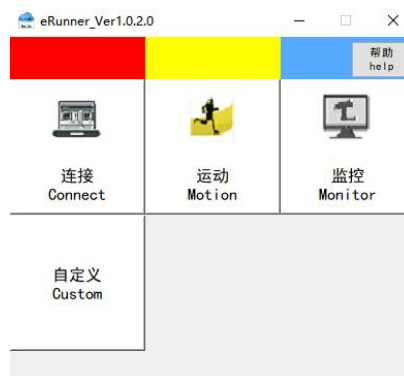 eRunner_Ver1.0.2.0
帮助
help
连接
Connect
运动
Motion
监控
Monitor
自定义
Custom